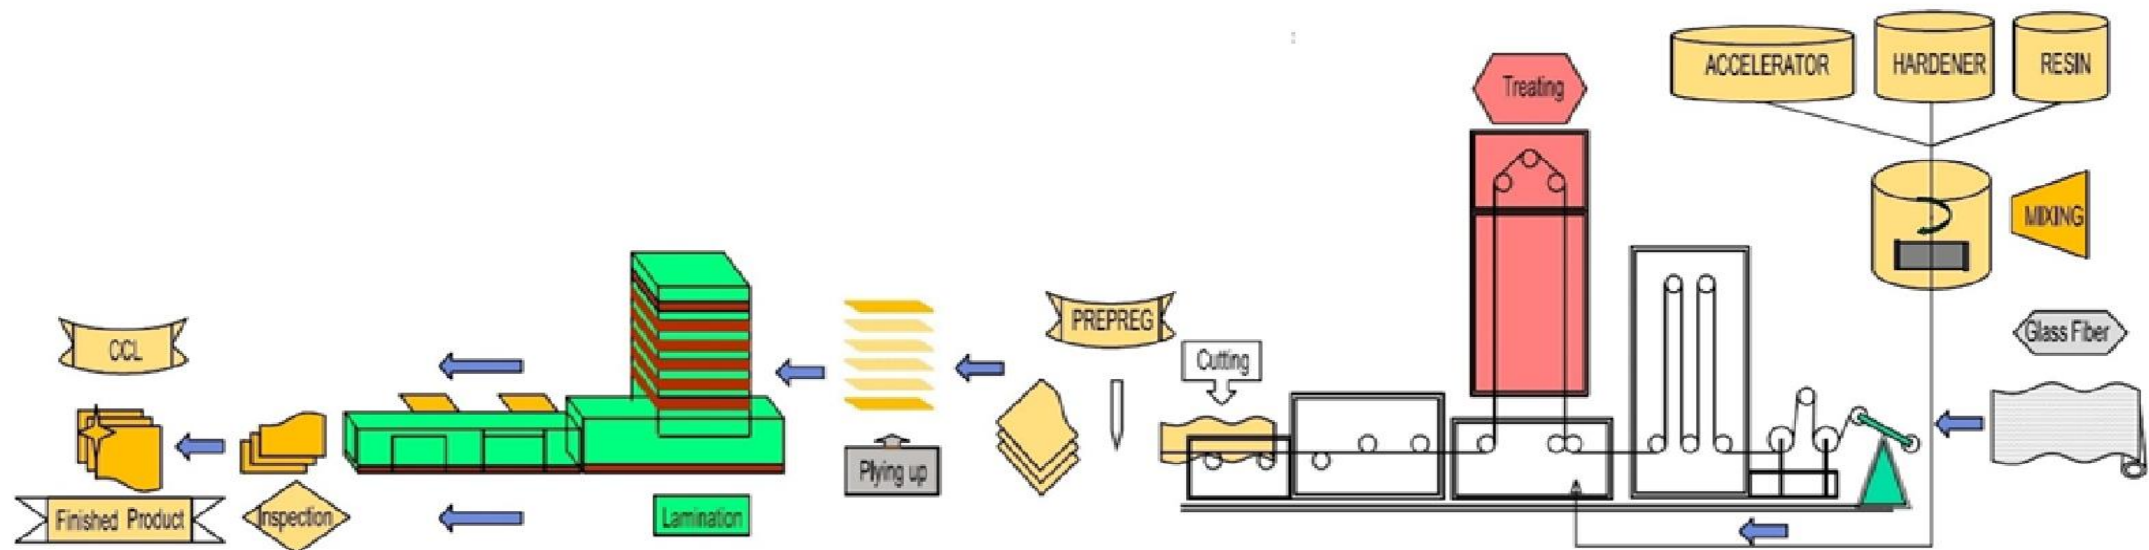 ACCELERATOR
HARDENER
RESIN
Treating
MIXING
Glass Fiber
PREPREG
Cutting
CCL
Plying up
Finished Product
Inspection
Lamination